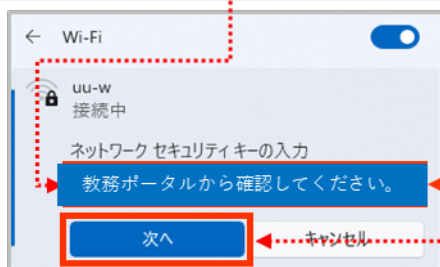 ← Wi-Fi
uu-w
接続中
ネットワーク セキュリティ キーの入力
教務ポータルから確認してください。
次へ
キャンセル